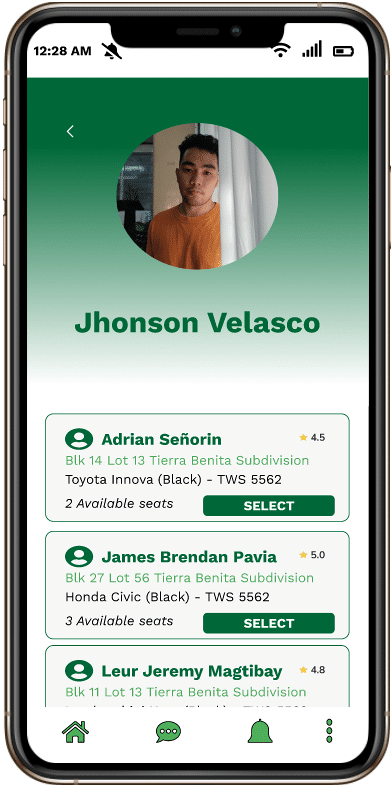 12:28 AM
Jhonson Velasco
Adrian Señorin
4.5
Blk 14 Lot 13 Tierra Benita Subdivision
Toyota Innova (Black) - TWS 5562
2 Available seats
SELECT
James Brendan Pavia
5.0
Blk 27 Lot 56 Tierra Benita Subdivision
Honda Civic (Black) - TWS 5562
3 Available seats
SELECT
Leur Jeremy Magtibay
4.8
Blk 11 Lot 13 Tierra Benita Subdivision